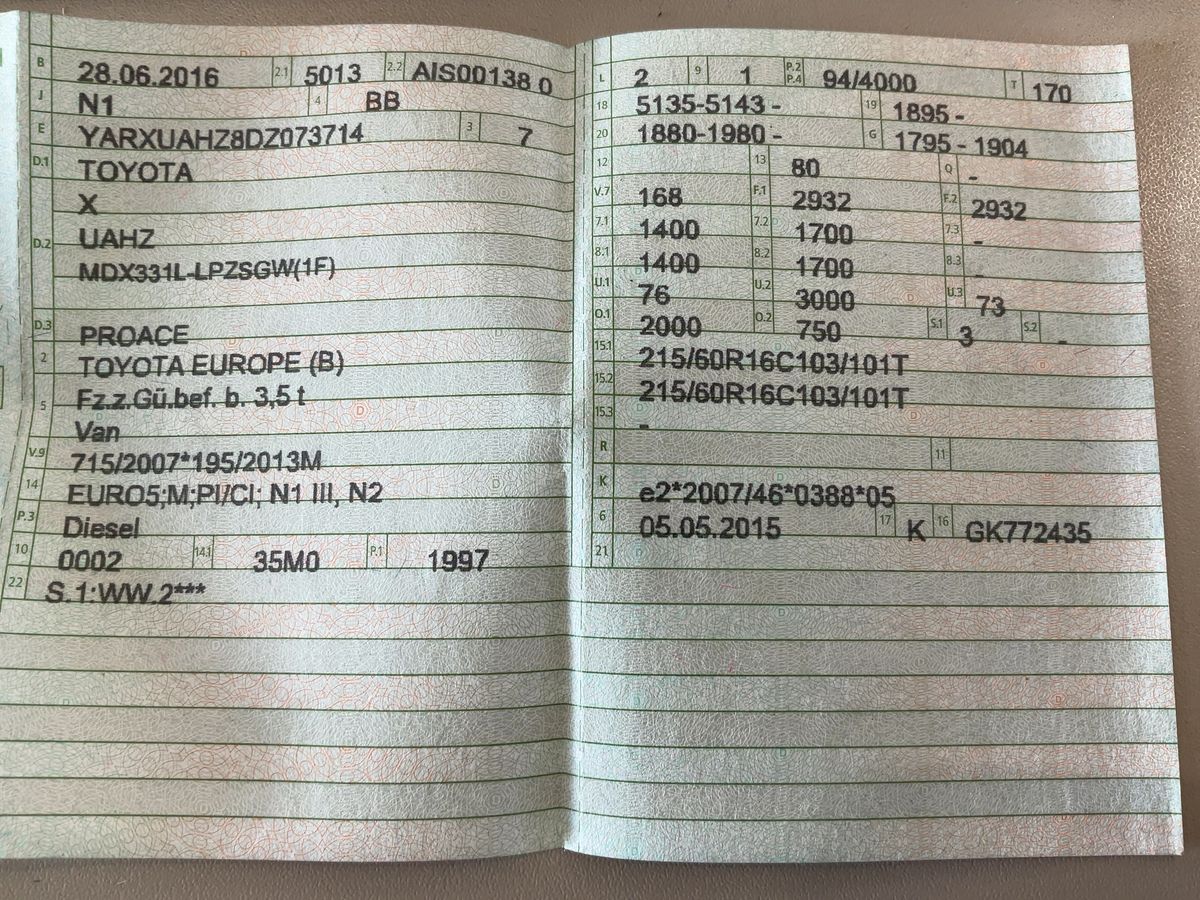 B 28.06.2016 2.1 5013 2.2 AIS00138 0
J N1 4 BB
E YARXUAHZ8DZ073714 3 7
D.1 TOYOTA
X
D.2 UAHZ
MDX331L-LPZSGW(1F)
D.3 PROACE
2 TOYOTA EUROPE (B)
5 Fz.z.Gü.bef. b. 3,5 t
Van
V.9 715/2007*195/2013M
14 EURO5;M;PI/CI; N1 III, N2
P.3 Diesel
10 0002 14.1 35M0 P.1 1997
22 S.1:WW.2***
L 2 9 1 P.2 P.4 94/4000 T 170
18 5135-5143 - 19 1895 -
20 1880-1980 - G 1795 - 1904
12 13 80 Q -
V.7 168 F.1 2932 F.2 2932
7.1 1400 7.2 1700 7.3 -
8.1 1400 8.2 1700 8.3 -
U.1 76 U.2 3000 U.3 73
O.1 2000 O.2 750 S.1 3 S.2 -
15.1 215/60R16C103/101T
15.2 215/60R16C103/101T
15.3 -
R 11
K e2*2007/46*0388*05
6 05.05.2015 17 K 16 GK772435
21